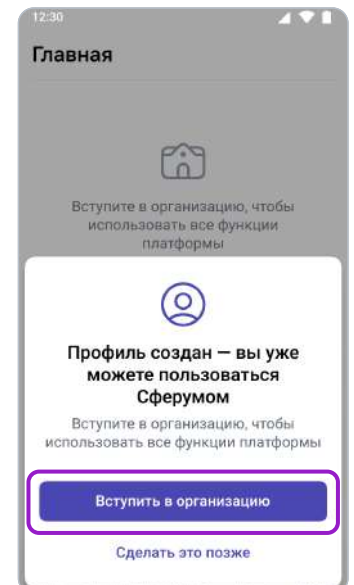 12:30
Главная
Вступите в организацию, чтобы
использовать все функции
платформы
Профиль создан — вы уже
можете пользоваться
Сферумом
Вступите в организацию, чтобы
использовать все функции платформы
Вступить в организацию
Сделать это позже